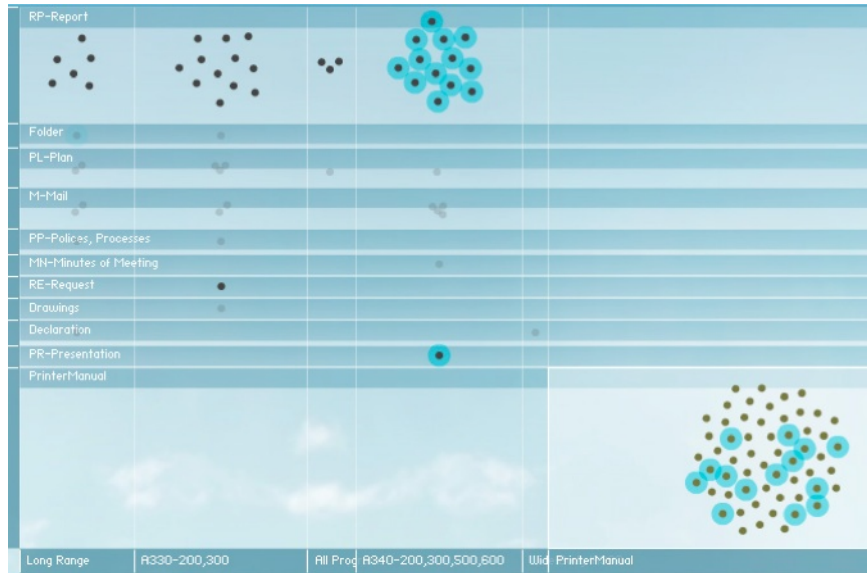 RP-Report
Folder
PL-Plan
M-Mail
PP-Polices, Processes
MN-Minutes of Meeting
RE-Request
Drawings
Declaration
PR-Presentation
PrinterManual
Long Range A330-200,300 All Prog A340-200,300,500,600 Wid PrinterManual